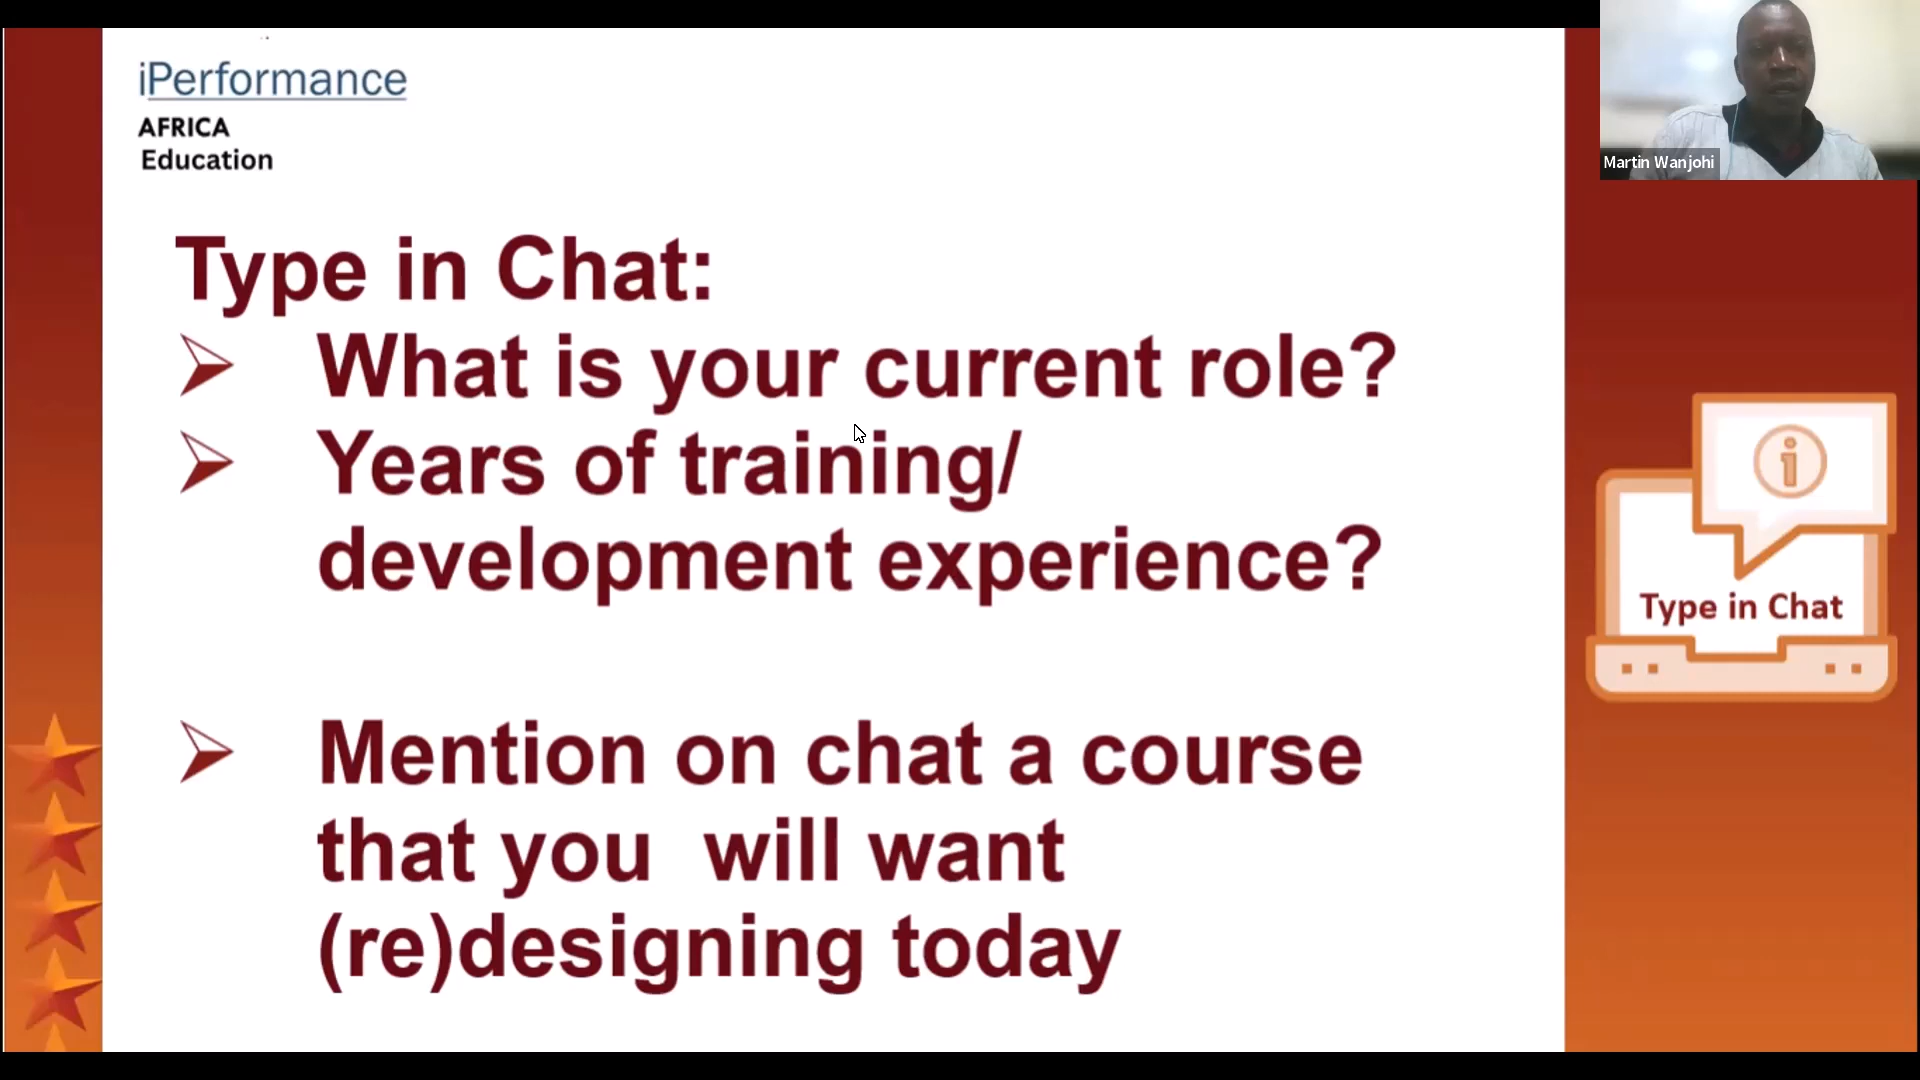 iPerformance
AFRICA
Education
Martin Wanjohi
Type in Chat:
What is your current role?
Years of training/
development experience?
Mention on chat a course
that you  will want
(re)designing today
i
Type in Chat